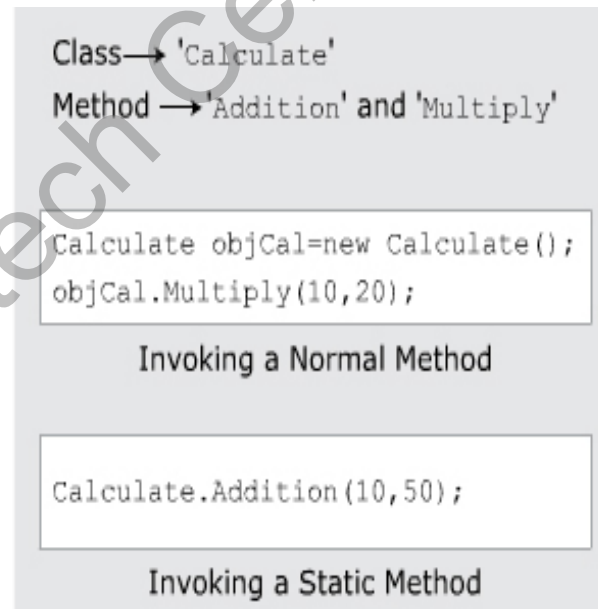 Class→ 'Calculate'
Method →'Addition' and 'Multiply'
Calculate objCal=new Calculate();
objCal.Multiply(10,20);
Invoking a Normal Method
Calculate.Addition(10,50);
Invoking a Static Method